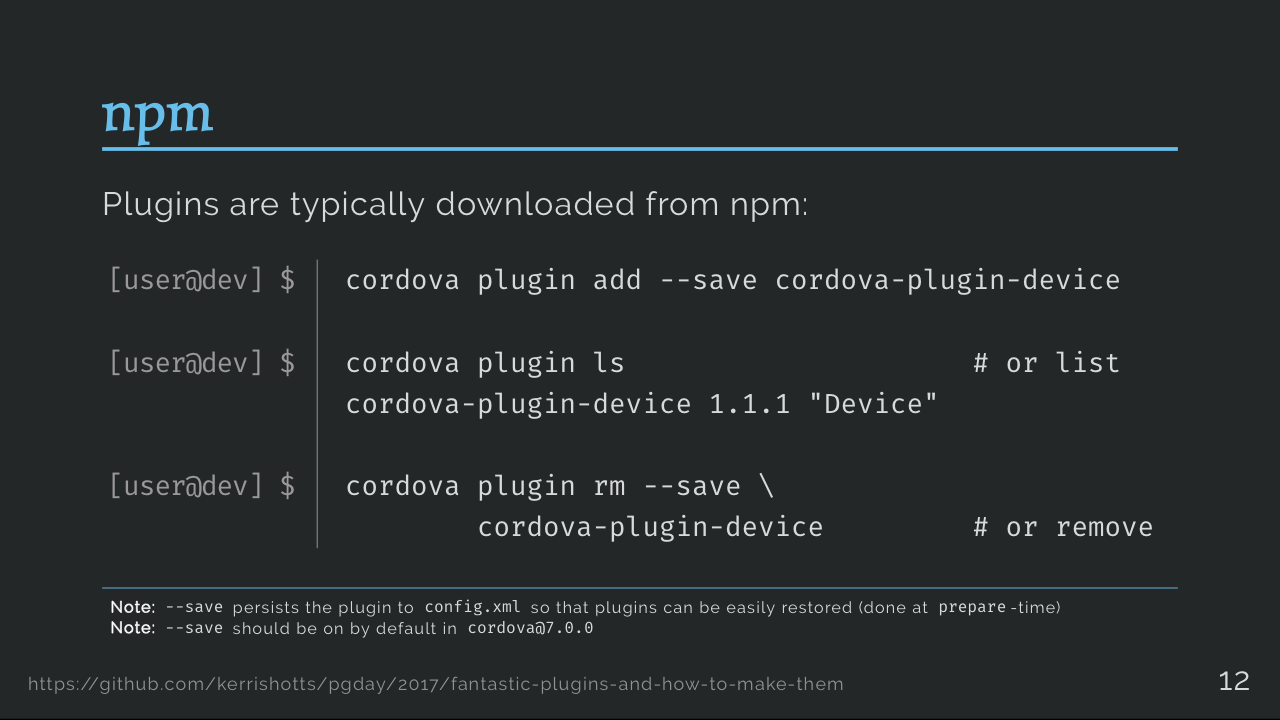 npm
Plugins are typically downloaded from npm:
[user@dev] $ cordova plugin add --save cordova-plugin-device
[user@dev] $ cordova plugin ls # or list
cordova-plugin-device 1.1.1 "Device"
[user@dev] $ cordova plugin rm --save \
cordova-plugin-device # or remove
Note: --save persists the plugin to config.xml so that plugins can be easily restored (done at prepare-time)
Note: --save should be on by default in cordova@7.0.0
https://github.com/kerrishotts/pgday/2017/fantastic-plugins-and-how-to-make-them
12